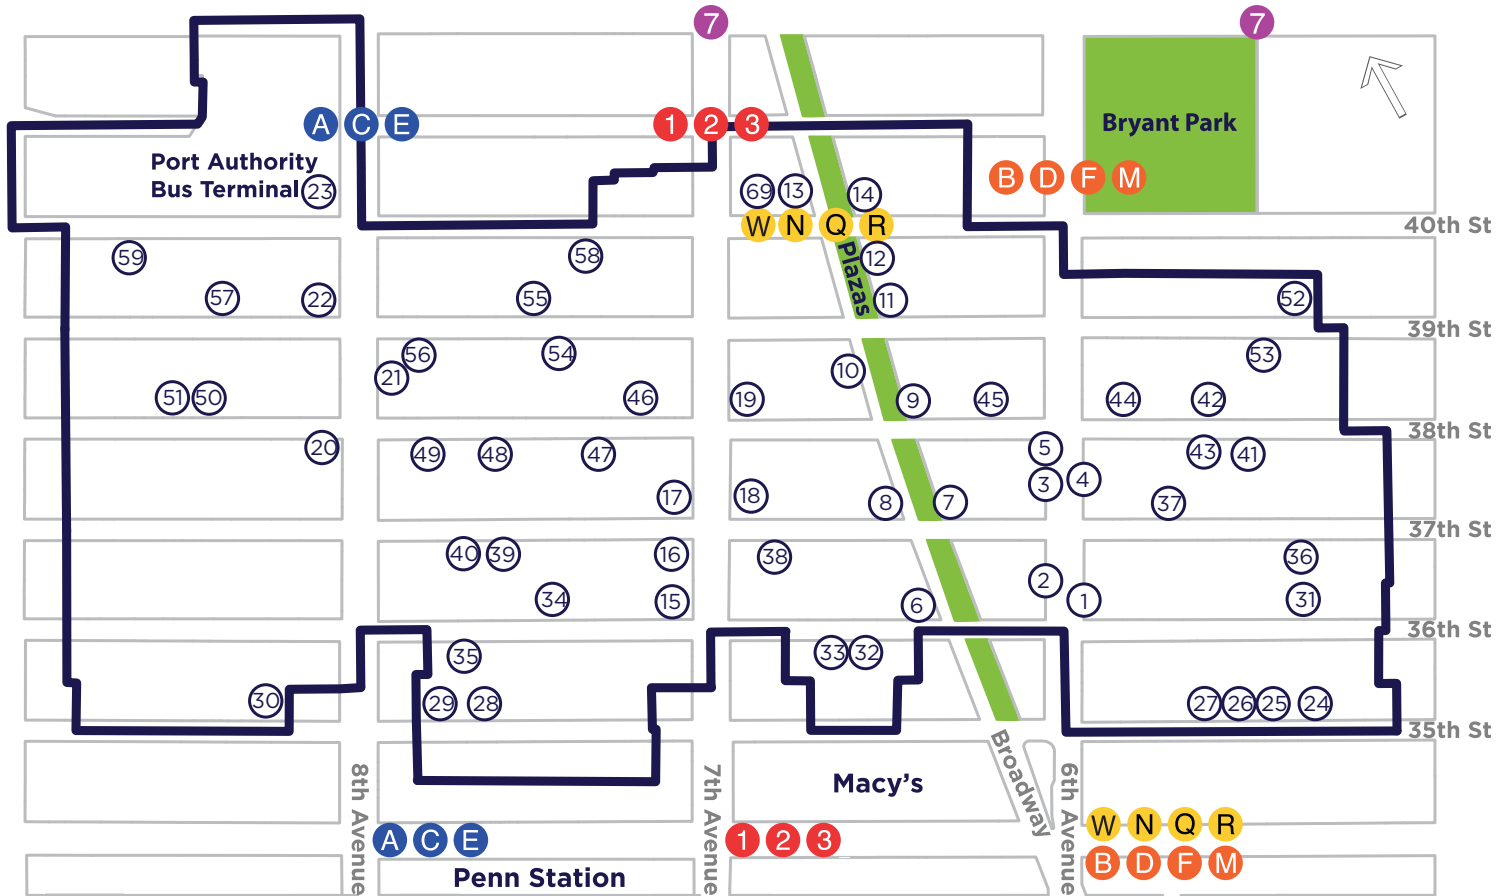 7
7
A C E
1 2 3
Bryant Park
Port Authority
Bus Terminal
23
B D F M
69 13 14
W N Q R
40th St
59
58
12
Plazas
57
22
55
11
52
39th St
56
54
53
21
10
51 50
46
19
9
45
44
42
38th St
20
49
48
47
5
43
41
17
18
8
7
3
4
37
37th St
40 39
16
38
36
34
15
6
2
1
31
36th St
35
33 32
30
29 28
27 26 25 24
35th St
8th Avenue
7th Avenue
Broadway
6th Avenue
Macy's
A C E
1 2 3
W N Q R
B D F M
Penn Station